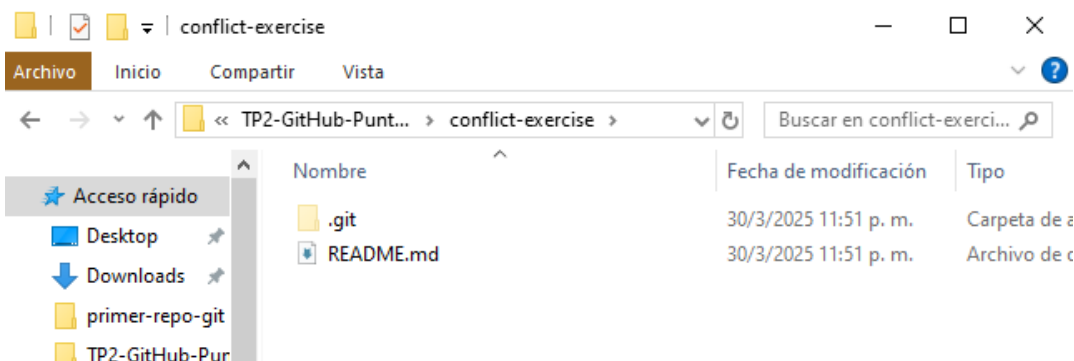 conflict-exercise
Archivo Inicio Compartir Vista ?
« TP2-GitHub-Punt... > conflict-exercise > Buscar en conflict-exerci...
Nombre Fecha de modificación Tipo
Acceso rápido
.git 30/3/2025 11:51 p. m. Carpeta de a
Desktop
README.md 30/3/2025 11:51 p. m. Archivo de
Downloads
primer-repo-git
TP2-GitHub-Pun